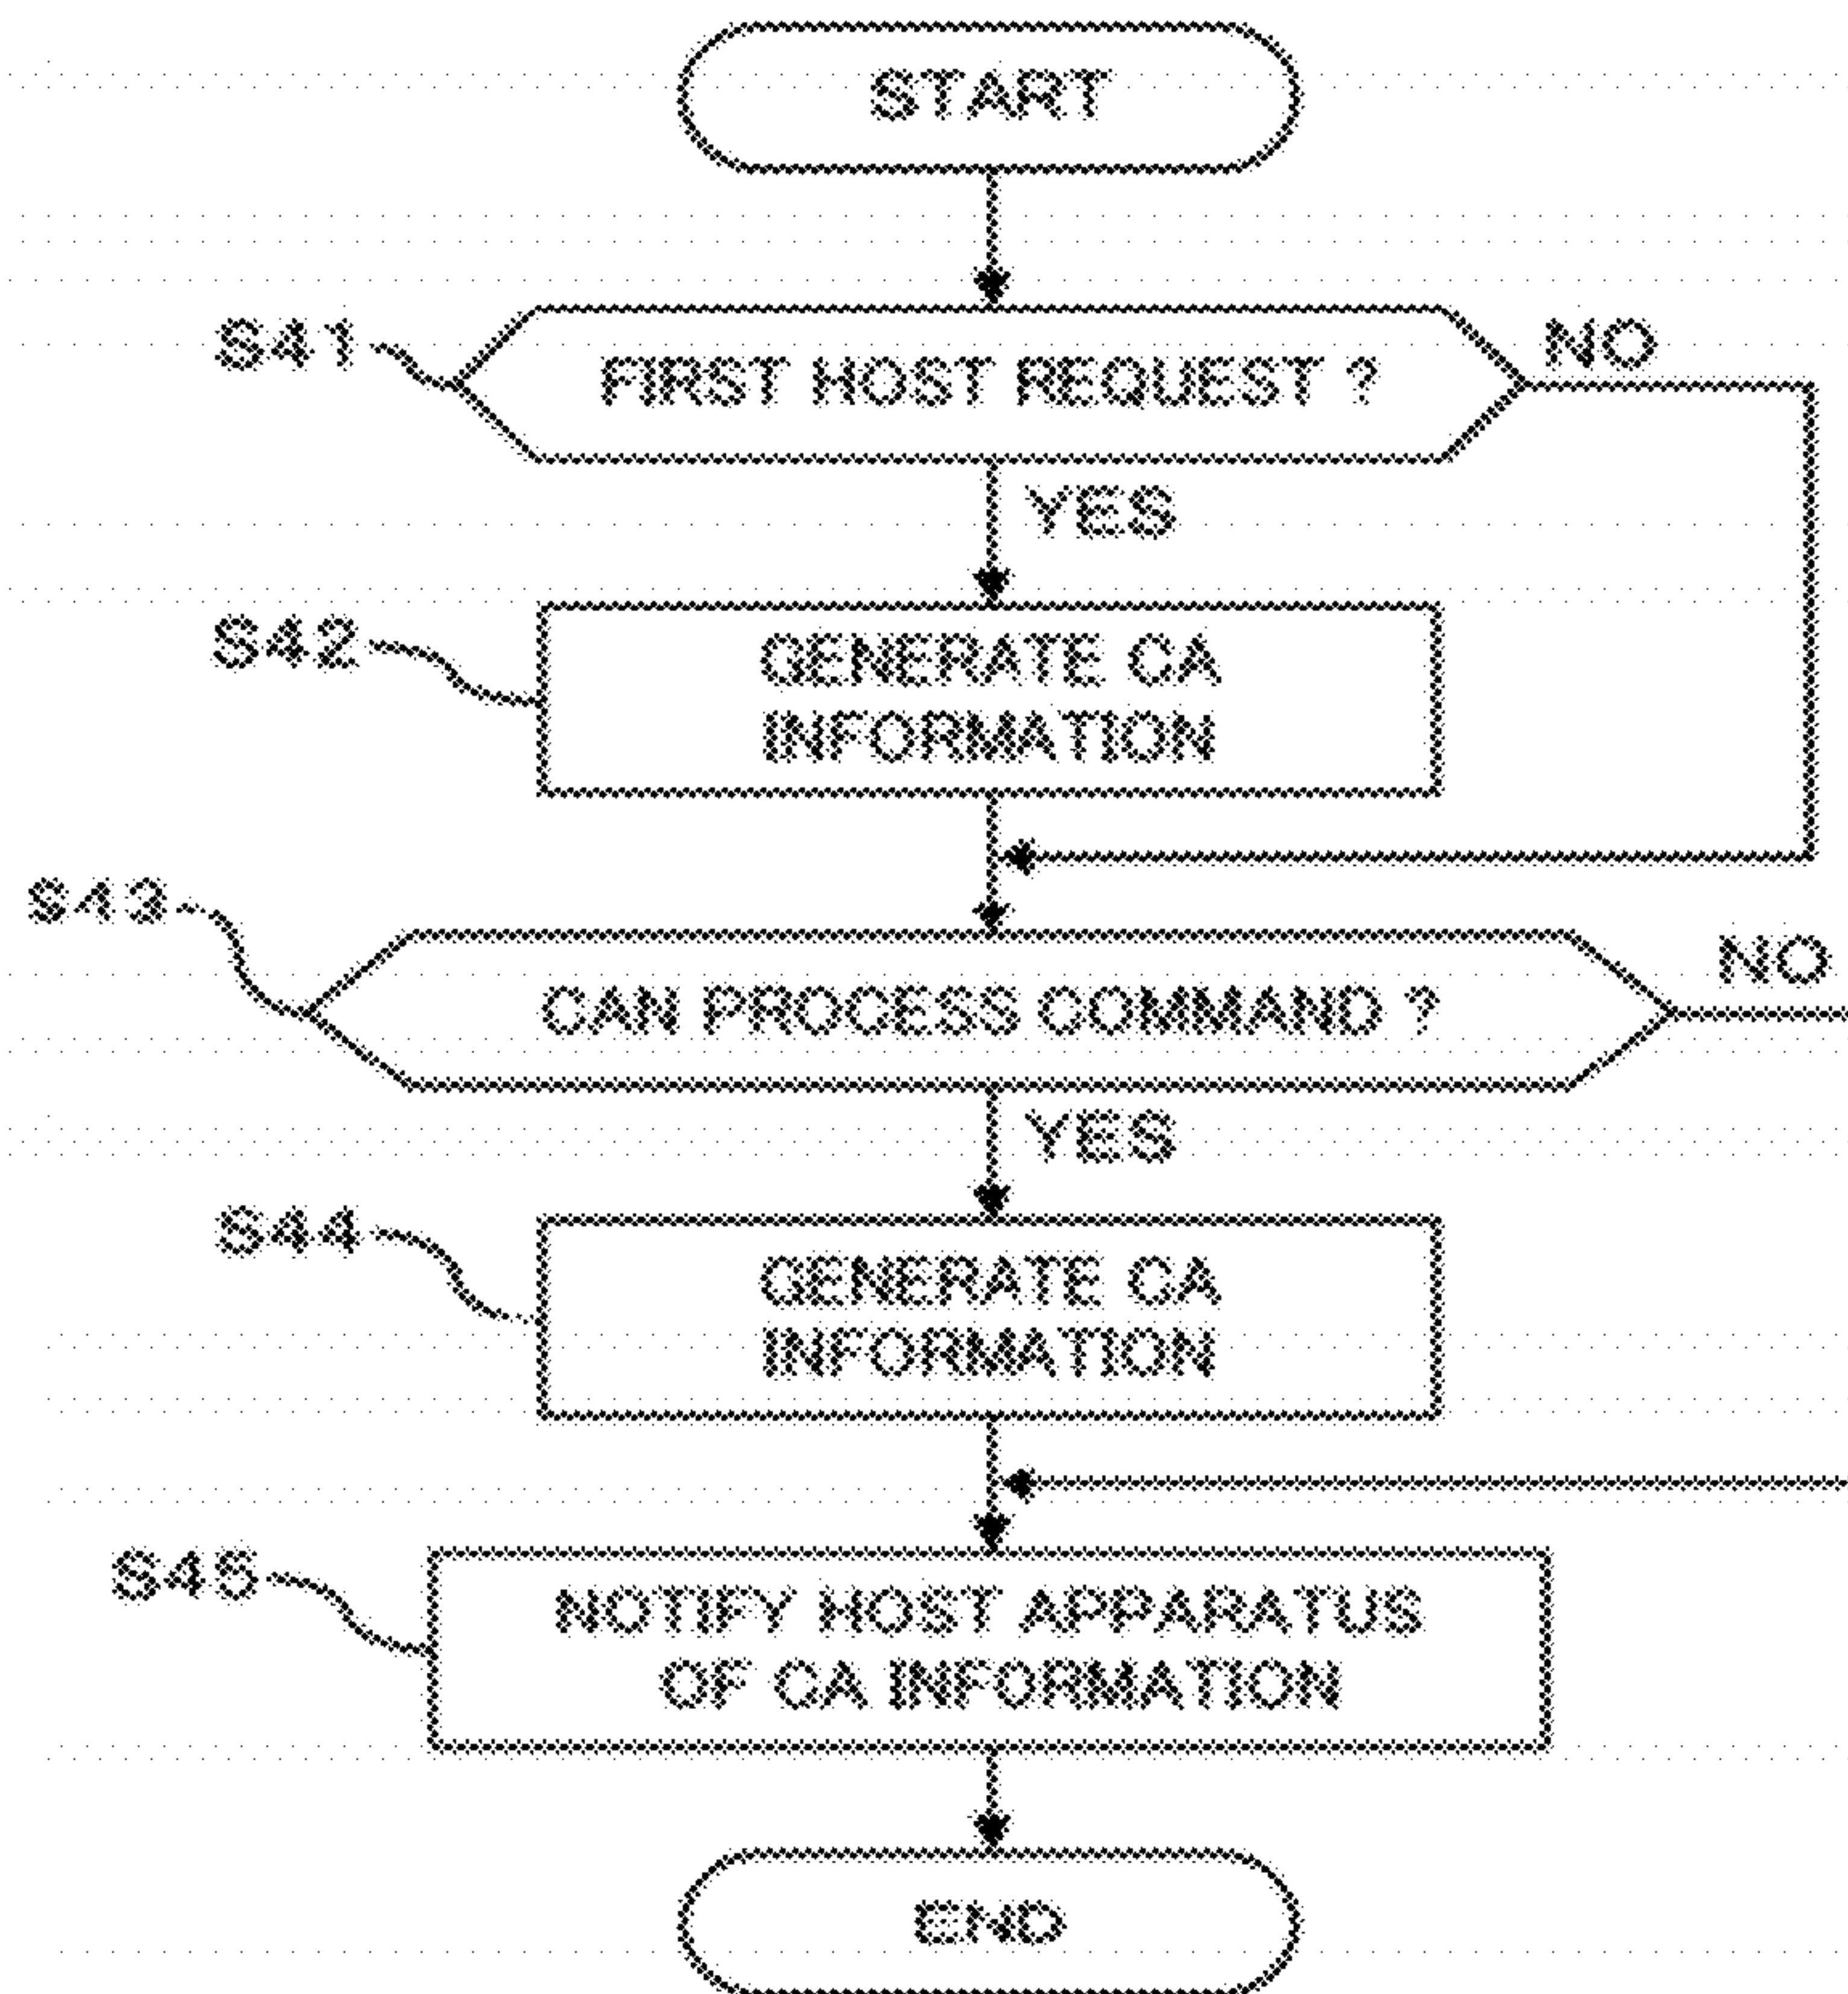 START
S41
FIRST HOST REQUEST ?
NO
YES
S42
GENERATE CA
INFORMATION
S43
CAN PROCESS COMMAND ?
NO
YES
S44
GENERATE CA
INFORMATION
S45
NOTIFY HOST APPARATUS
OF CA INFORMATION
END